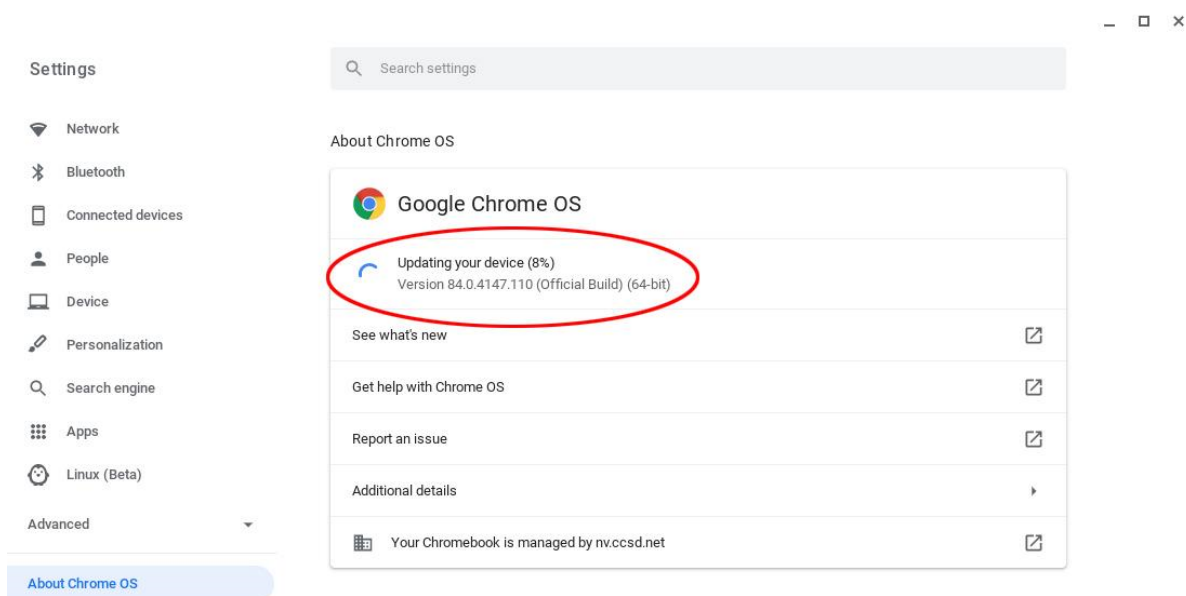 Settings
Search settings
Network
Bluetooth
Connected devices
People
Device
Personalization
Search engine
Apps
Linux (Beta)
Advanced
About Chrome OS
About Chrome OS
Google Chrome OS
Updating your device (8%)
Version 84.0.4147.110 (Official Build) (64-bit)
See what's new
Get help with Chrome OS
Report an issue
Additional details
Your Chromebook is managed by nv.ccsd.net